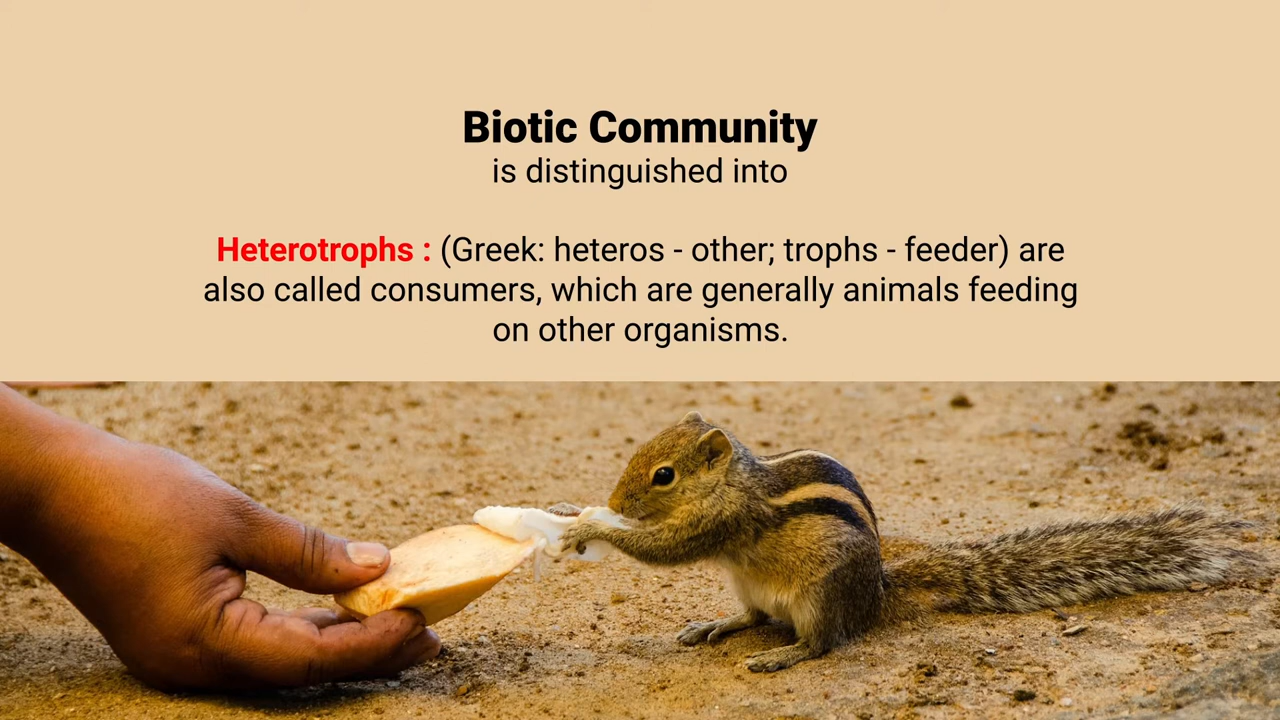 Biotic Community
is distinguished into
Heterotrophs : (Greek: heteros - other; trophs - feeder) are
also called consumers, which are generally animals feeding
on other organisms.